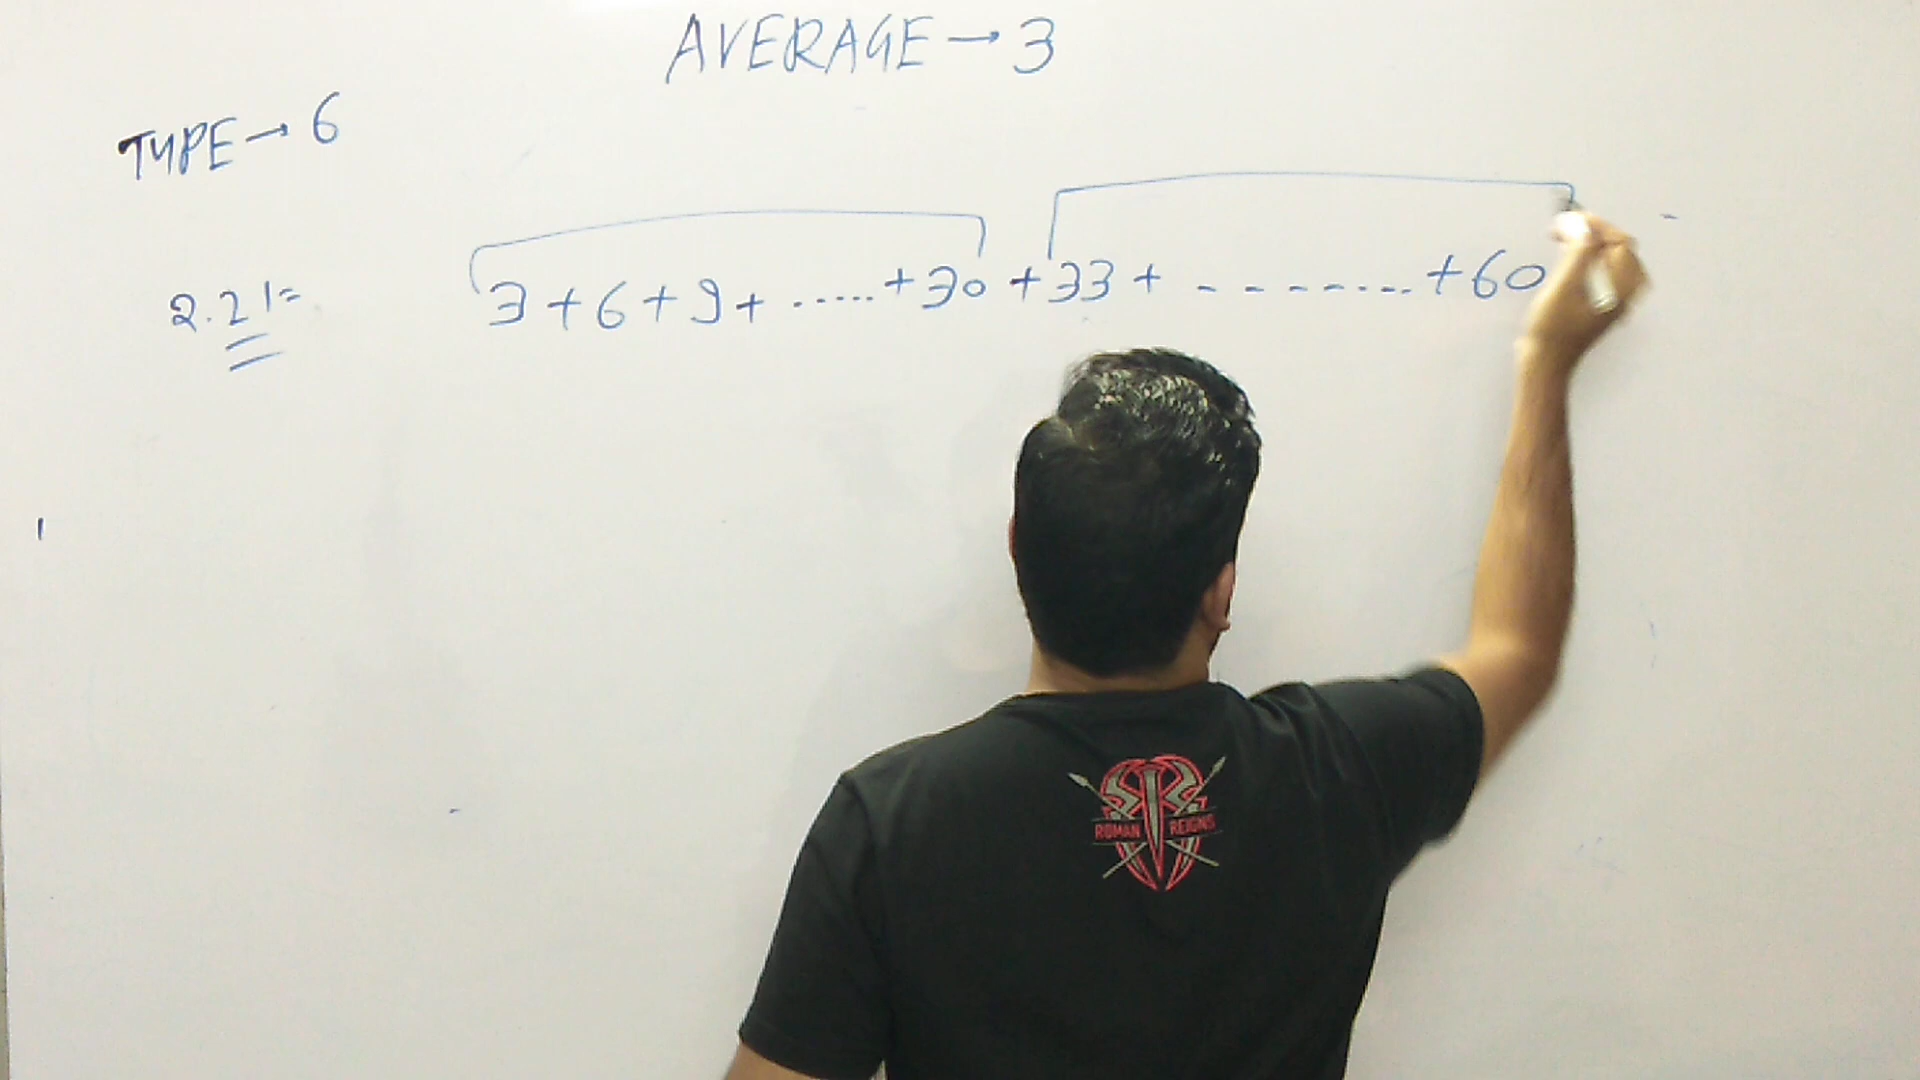 AVERAGE → 3
TYPE → 6
2.21= 3 + 6 + 9 + ..... + 30 + 33 + - - - - - ... + 60
ROMAN REIGNS